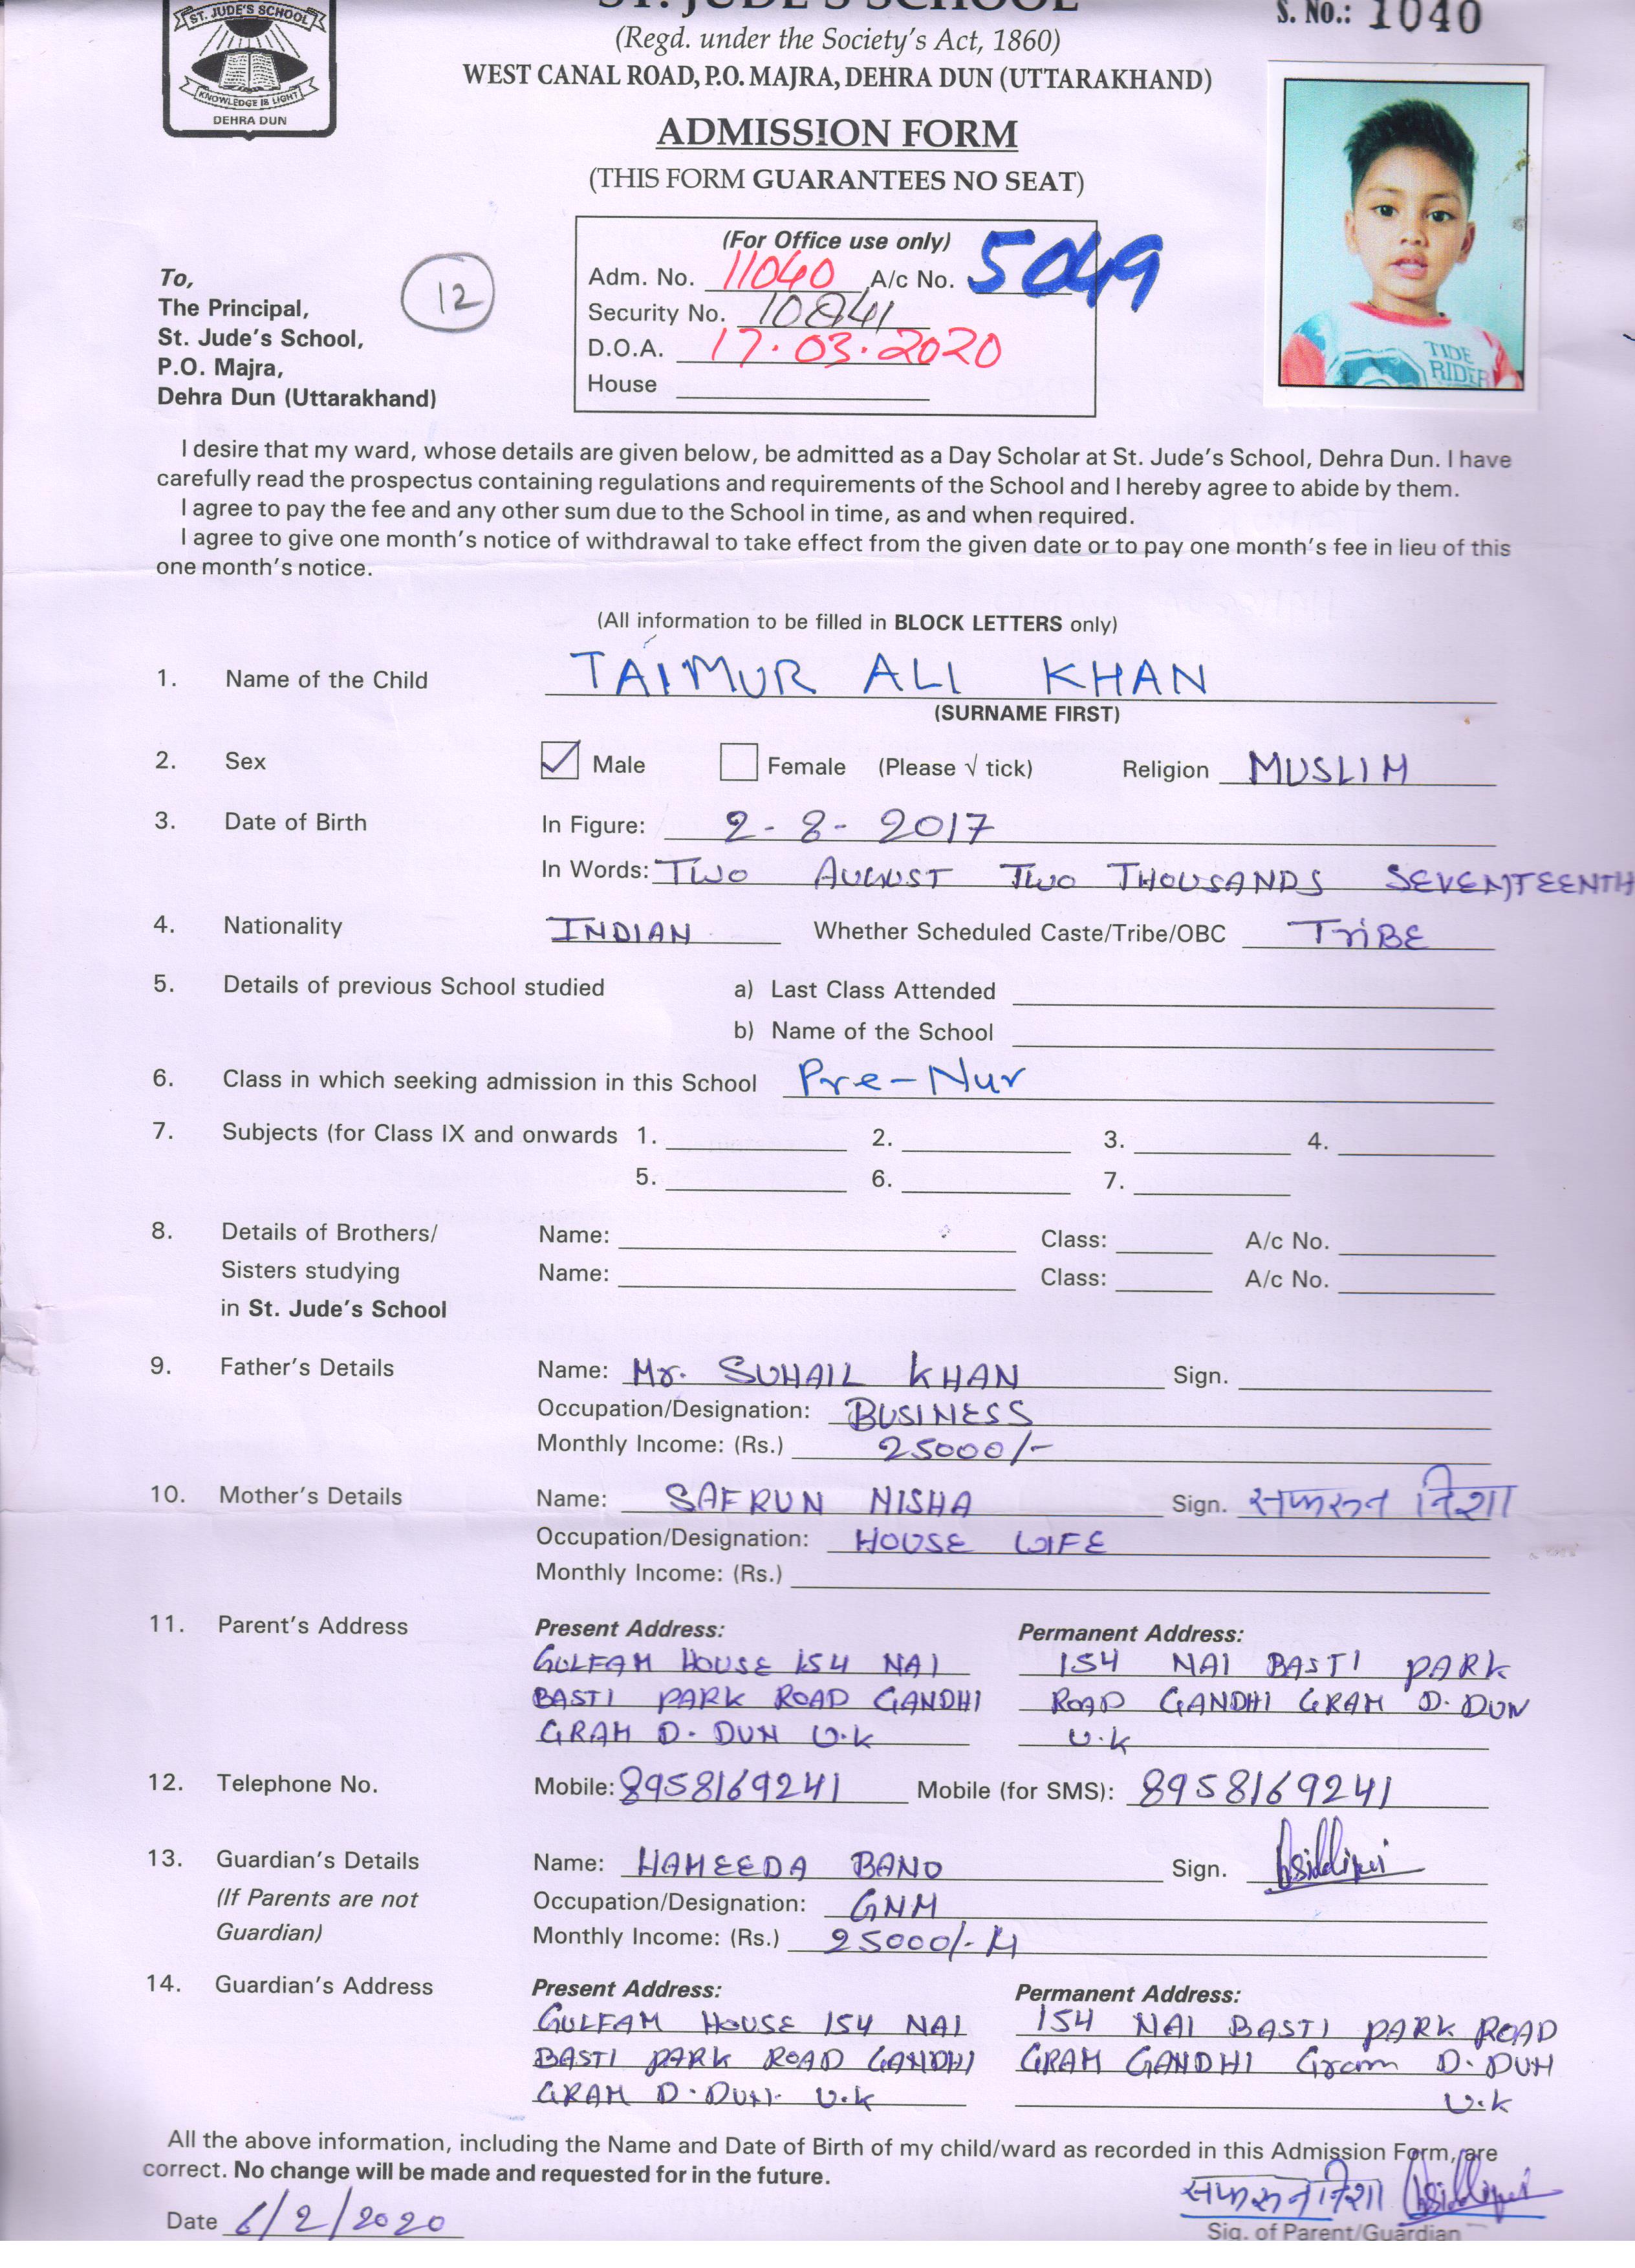 ST. JUDE'S SCHOOL
KNOWLEDGE IS LIGHT
DEHRA DUN
ST. JUDE'S SCHOOL
S. No.: 1040
(Regd. under the Society's Act, 1860)
WEST CANAL ROAD, P.O. MAJRA, DEHRA DUN (UTTARAKHAND)
ADMISSION FORM
(THIS FORM GUARANTEES NO SEAT)
TIDE
RIDER
To,
The Principal,
St. Jude's School,
P.O. Majra,
Dehra Dun (Uttarakhand)
12
(For Office use only)
Adm. No. 11040 A/c No. 5049
Security No. 10841
D.O.A. 17.03.2020
House
I desire that my ward, whose details are given below, be admitted as a Day Scholar at St. Jude's School, Dehra Dun. I have
carefully read the prospectus containing regulations and requirements of the School and I hereby agree to abide by them.
I agree to pay the fee and any other sum due to the School in time, as and when required.
I agree to give one month's notice of withdrawal to take effect from the given date or to pay one month's fee in lieu of this
one month's notice.
(All information to be filled in BLOCK LETTERS only)
1. Name of the Child TAIMUR ALI KHAN
(SURNAME FIRST)
2. Sex Male Female (Please √ tick) Religion MUSLIM
3. Date of Birth In Figure: 2-8-2017
In Words: TWO AUGUST TWO THOUSANDS SEVENTEENTH
4. Nationality INDIAN Whether Scheduled Caste/Tribe/OBC TriBE
5. Details of previous School studied a) Last Class Attended
b) Name of the School
6. Class in which seeking admission in this School Pre-Nur
7. Subjects (for Class IX and onwards 1. 2. 3. 4.
5. 6. 7.
8. Details of Brothers/ Name: Class: A/c No.
Sisters studying Name: Class: A/c No.
in St. Jude's School
9. Father's Details Name: Mr. SUHAIL KHAN Sign.
Occupation/Designation: BUSINESS
Monthly Income: (Rs.) 25000/-
10. Mother's Details Name: SAFRUN NISHA Sign. सफरुन निशा
Occupation/Designation: HOUSE WIFE
Monthly Income: (Rs.)
11. Parent's Address Present Address: Permanent Address:
GULFAM HOUSE 154 NAI 154 NAI BASTI PARK
BASTI PARK ROAD GANDHI ROAD GANDHI GRAM D. DUN
GRAM D. DUN U.K U.K
12. Telephone No. Mobile: 8958169241 Mobile (for SMS): 8958169241
13. Guardian's Details Name: HAMEEDA BANO Sign.
(If Parents are not Occupation/Designation: GNM
Guardian) Monthly Income: (Rs.) 25000/-
14. Guardian's Address Present Address: Permanent Address:
GULFAM HOUSE 154 NAI 154 NAI BASTI PARK ROAD
BASTI PARK ROAD GANDHI GRAM GANDHI Gram D. DUN
GRAM D. DUN. U.K U.K
All the above information, including the Name and Date of Birth of my child/ward as recorded in this Admission Form, are
correct. No change will be made and requested for in the future.
Date 6/2/2020 सफरुन निशा
Sig. of Parent/Guardian